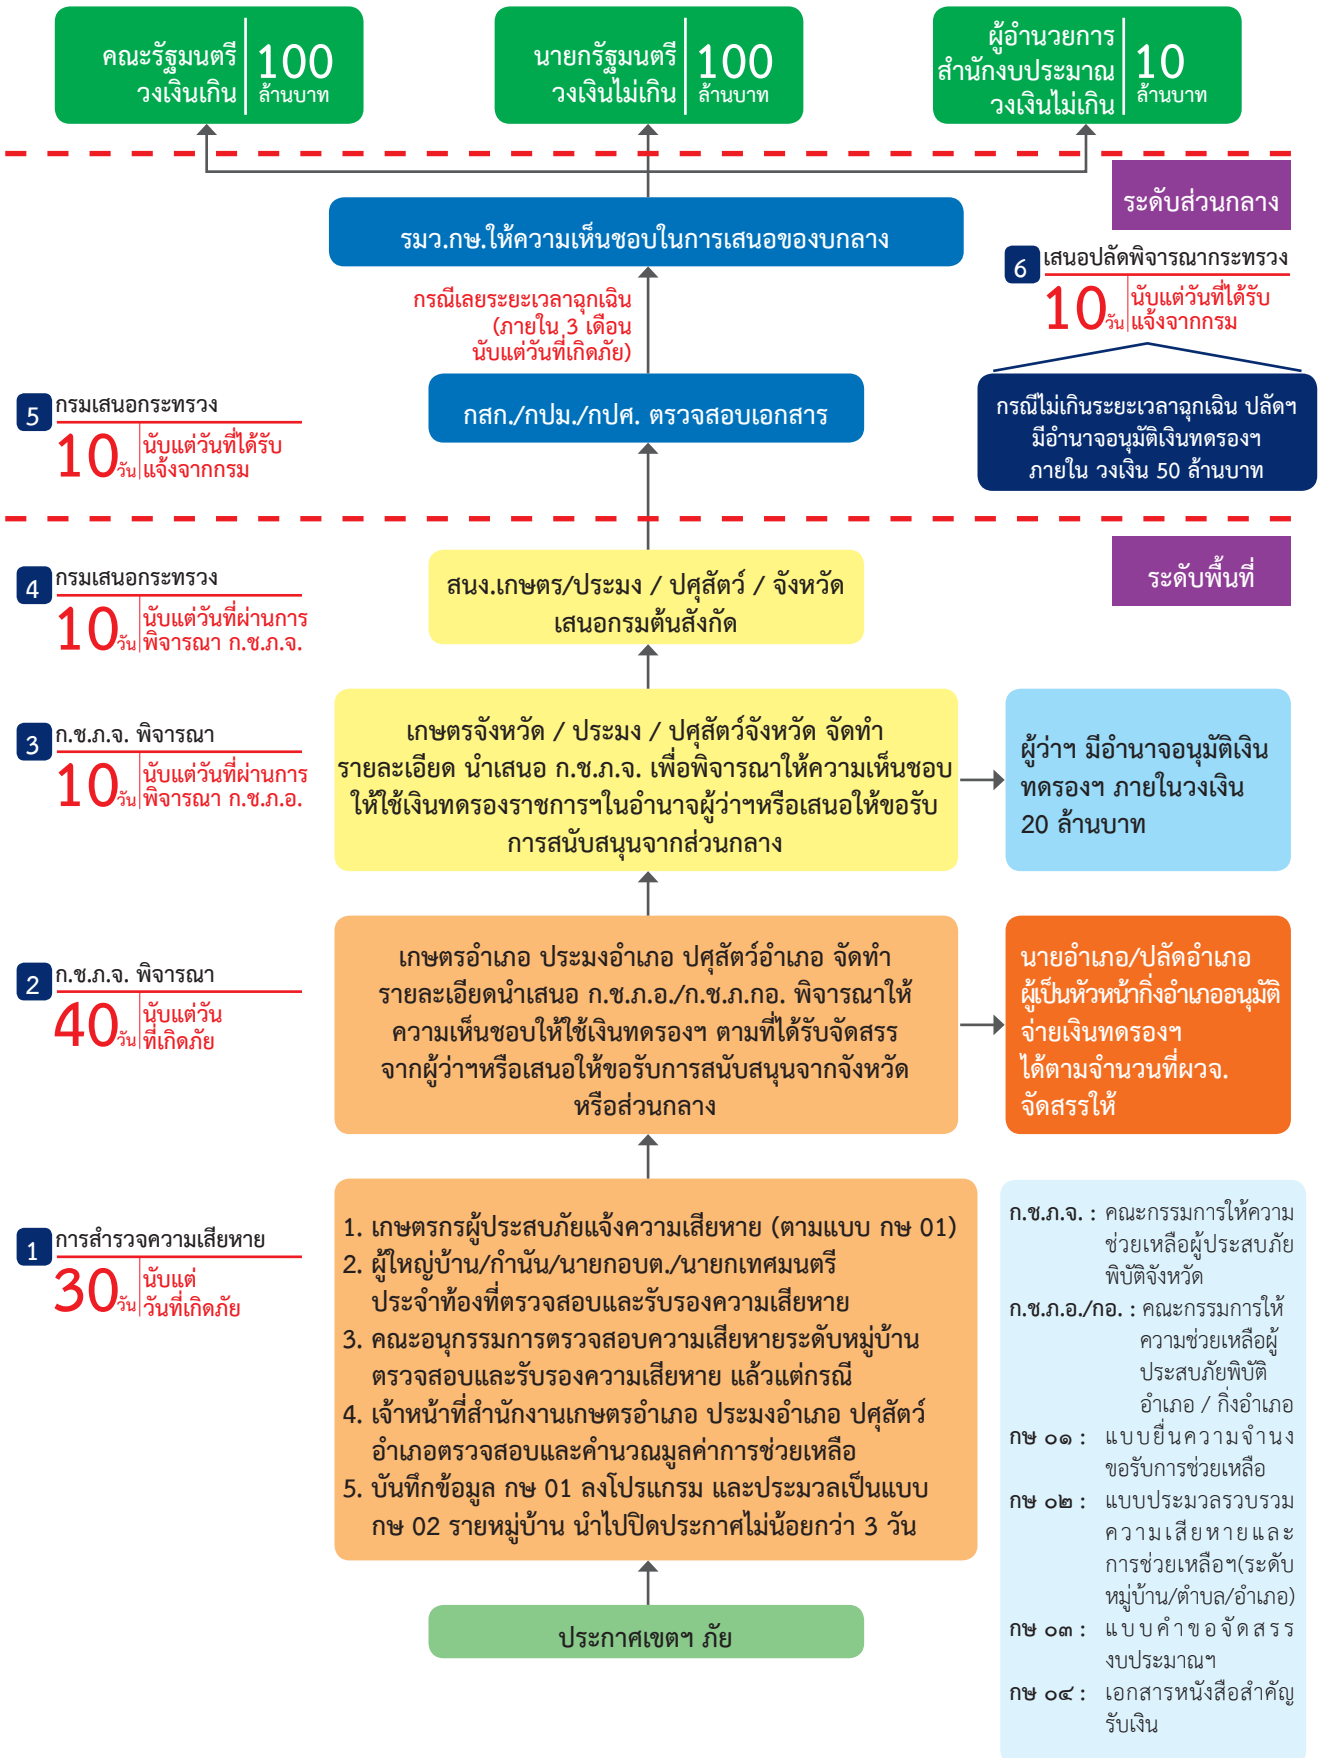 คณะรัฐมนตรี
วงเงินเกิน
100
ล้านบาท
นายกรัฐมนตรี
วงเงินไม่เกิน
100
ล้านบาท
ผู้อำนวยการ
สำนักงบประมาณ
วงเงินไม่เกิน
10
ล้านบาท
ระดับส่วนกลาง
รมว.กษ.ให้ความเห็นชอบในการเสนอของบกลาง
6 เสนอปลัดพิจารณากระทรวง
10 วัน
นับแต่วันที่ได้รับ
แจ้งจากกรม
กรณีเลยระยะเวลาฉุกเฉิน
(ภายใน 3 เดือน
นับแต่วันที่เกิดภัย)
กรณีไม่เกินระยะเวลาฉุกเฉิน ปลัดฯ
มีอำนาจอนุมัติเงินทดรองฯ
ภายใน วงเงิน 50 ล้านบาท
5 กรมเสนอกระทรวง
10 วัน
นับแต่วันที่ได้รับ
แจ้งจากกรม
กสก./กปม./กปศ. ตรวจสอบเอกสาร
ระดับพื้นที่
4 กรมเสนอกระทรวง
10 วัน
นับแต่วันที่ผ่านการ
พิจารณา ก.ช.ภ.จ.
สนง.เกษตร/ประมง / ปศุสัตว์ / จังหวัด
เสนอกรมต้นสังกัด
3 ก.ช.ภ.จ. พิจารณา
10 วัน
นับแต่วันที่ผ่านการ
พิจารณา ก.ช.ภ.อ.
เกษตรจังหวัด / ประมง / ปศุสัตว์จังหวัด จัดทำ
รายละเอียด นำเสนอ ก.ช.ภ.จ. เพื่อพิจารณาให้ความเห็นชอบ
ให้ใช้เงินทดรองราชการฯในอำนาจผู้ว่าฯหรือเสนอให้ขอรับ
การสนับสนุนจากส่วนกลาง
ผู้ว่าฯ มีอำนาจอนุมัติเงิน
ทดรองฯ ภายในวงเงิน
20 ล้านบาท
2 ก.ช.ภ.จ. พิจารณา
40 วัน
นับแต่วัน
ที่เกิดภัย
เกษตรอำเภอ ประมงอำเภอ ปศุสัตว์อำเภอ จัดทำ
รายละเอียดนำเสนอ ก.ช.ภ.อ./ก.ช.ภ.กอ. พิจารณาให้
ความเห็นชอบให้ใช้เงินทดรองฯ ตามที่ได้รับจัดสรร
จากผู้ว่าฯหรือเสนอให้ขอรับการสนับสนุนจากจังหวัด
หรือส่วนกลาง
นายอำเภอ/ปลัดอำเภอ
ผู้เป็นหัวหน้ากิ่งอำเภออนุมัติ
จ่ายเงินทดรองฯ
ได้ตามจำนวนที่ผวจ.
จัดสรรให้
1 การสำรวจความเสียหาย
30 วัน
นับแต่
วันที่เกิดภัย
1. เกษตรกรผู้ประสบภัยแจ้งความเสียหาย (ตามแบบ กษ 01)
2. ผู้ใหญ่บ้าน/กำนัน/นายกอบต./นายกเทศมนตรี
ประจำท้องที่ตรวจสอบและรับรองความเสียหาย
3. คณะอนุกรรมการตรวจสอบความเสียหายระดับหมู่บ้าน
ตรวจสอบและรับรองความเสียหาย แล้วแต่กรณี
4. เจ้าหน้าที่สำนักงานเกษตรอำเภอ ประมงอำเภอ ปศุสัตว์
อำเภอตรวจสอบและคำนวณมูลค่าการช่วยเหลือ
5. บันทึกข้อมูล กษ 01 ลงโปรแกรม และประมวลเป็นแบบ
กษ 02 รายหมู่บ้าน นำไปปิดประกาศไม่น้อยกว่า 3 วัน
ประกาศเขตฯ ภัย
ก.ช.ภ.จ. : คณะกรรมการให้ความ
ช่วยเหลือผู้ประสบภัย
พิบัติจังหวัด
ก.ช.ภ.อ./กอ. : คณะกรรมการให้
ความช่วยเหลือผู้
ประสบภัยพิบัติ
อำเภอ / กิ่งอำเภอ
กษ ๐๑ : แบบยื่นความจำนง
ขอรับการช่วยเหลือ
กษ ๐๒ : แบบประมวลรวบรวม
ความเสียหายและ
การช่วยเหลือฯ(ระดับ
หมู่บ้าน/ตำบล/อำเภอ)
กษ ๐๓ : แบบคำขอจัดสรร
งบประมาณฯ
กษ ๐๔ : เอกสารหนังสือสำคัญ
รับเงิน